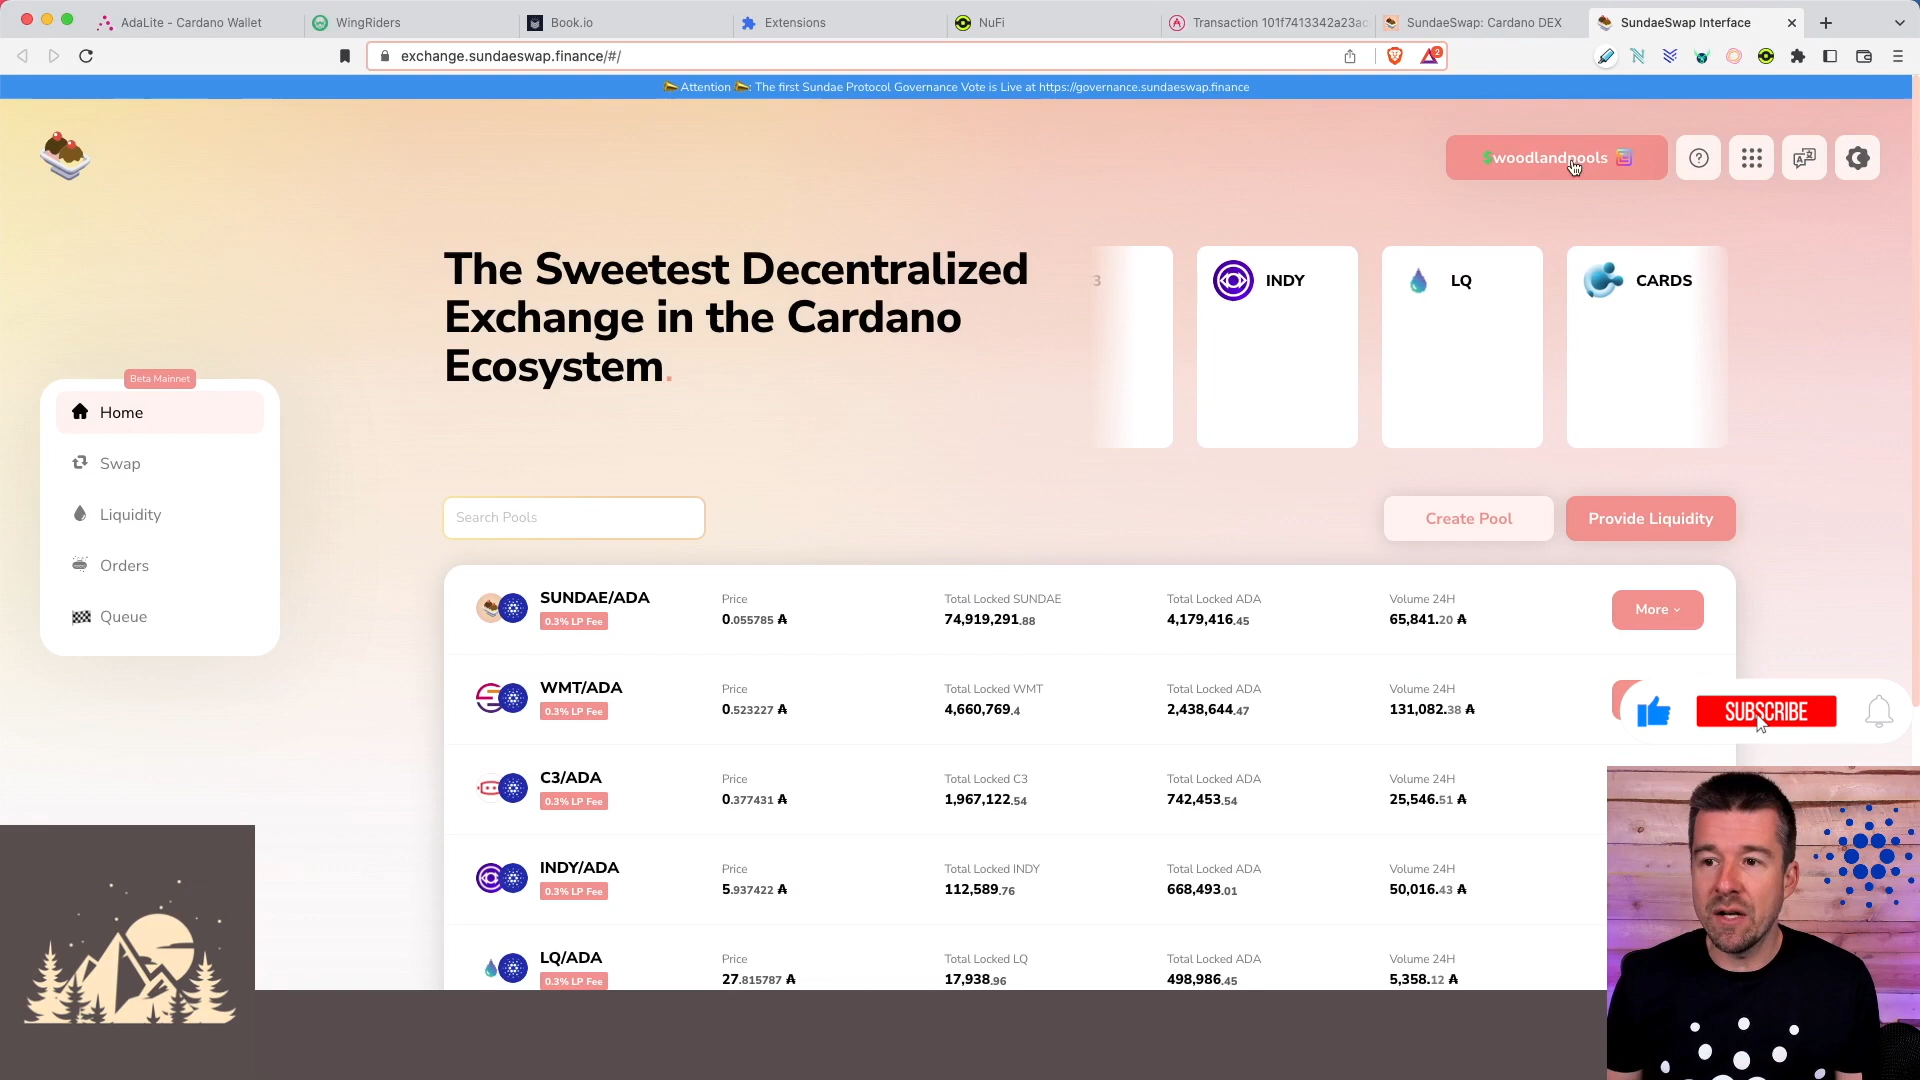 AdaLite - Cardano Wallet
WingRiders
Book.io
Extensions
NuFi
Transaction 101f7413342a23a
SundaeSwap: Cardano DEX
SundaeSwap Interface
exchange.sundaeswap.finance/#/
2
Attention : The first Sundae Protocol Governance Vote is Live at https://governance.sundaeswap.finance
$woodlandpools
The Sweetest Decentralized
Exchange in the Cardano
Ecosystem.
3
INDY
LQ
CARDS
Beta Mainnet
Home
Swap
Liquidity
Orders
Queue
Search Pools
Create Pool
Provide Liquidity
SUNDAE/ADA
0.3% LP Fee
Price
0.055785 ₳
Total Locked SUNDAE
74,919,291.88
Total Locked ADA
4,179,416.45
Volume 24H
65,841.20 ₳
More
WMT/ADA
0.3% LP Fee
Price
0.523227 ₳
Total Locked WMT
4,660,769.4
Total Locked ADA
2,438,644.47
Volume 24H
131,082.38 ₳
SUBSCRIBE
C3/ADA
0.3% LP Fee
Price
0.377431 ₳
Total Locked C3
1,967,122.54
Total Locked ADA
742,453.54
Volume 24H
25,546.51 ₳
INDY/ADA
0.3% LP Fee
Price
5.937422 ₳
Total Locked INDY
112,589.76
Total Locked ADA
668,493.01
Volume 24H
50,016.43 ₳
LQ/ADA
0.3% LP Fee
Price
27.815787 ₳
Total Locked LQ
17,938.96
Total Locked ADA
498,986.45
Volume 24H
5,358.12 ₳